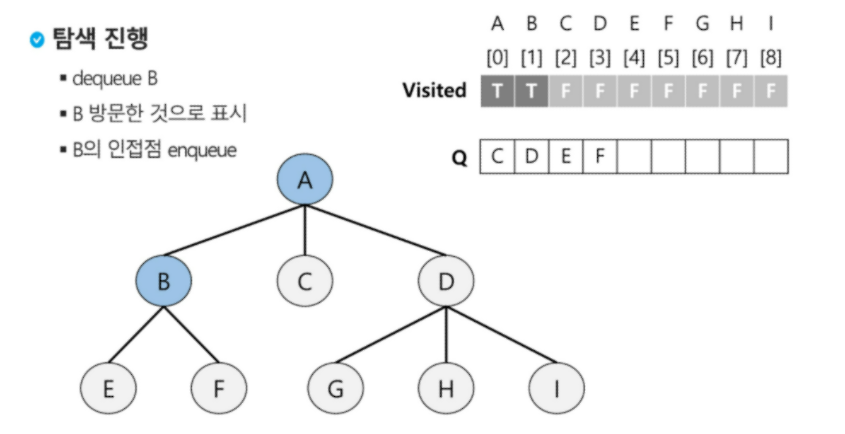 탐색 진행
▪ dequeue B
▪ B 방문한 것으로 표시
▪ B의 인접점 enqueue
A B C D E F G H I
[0] [1] [2] [3] [4] [5] [6] [7] [8]
Visited T T F F F F F F F
Q C D E F
A
B C D
E F G H I